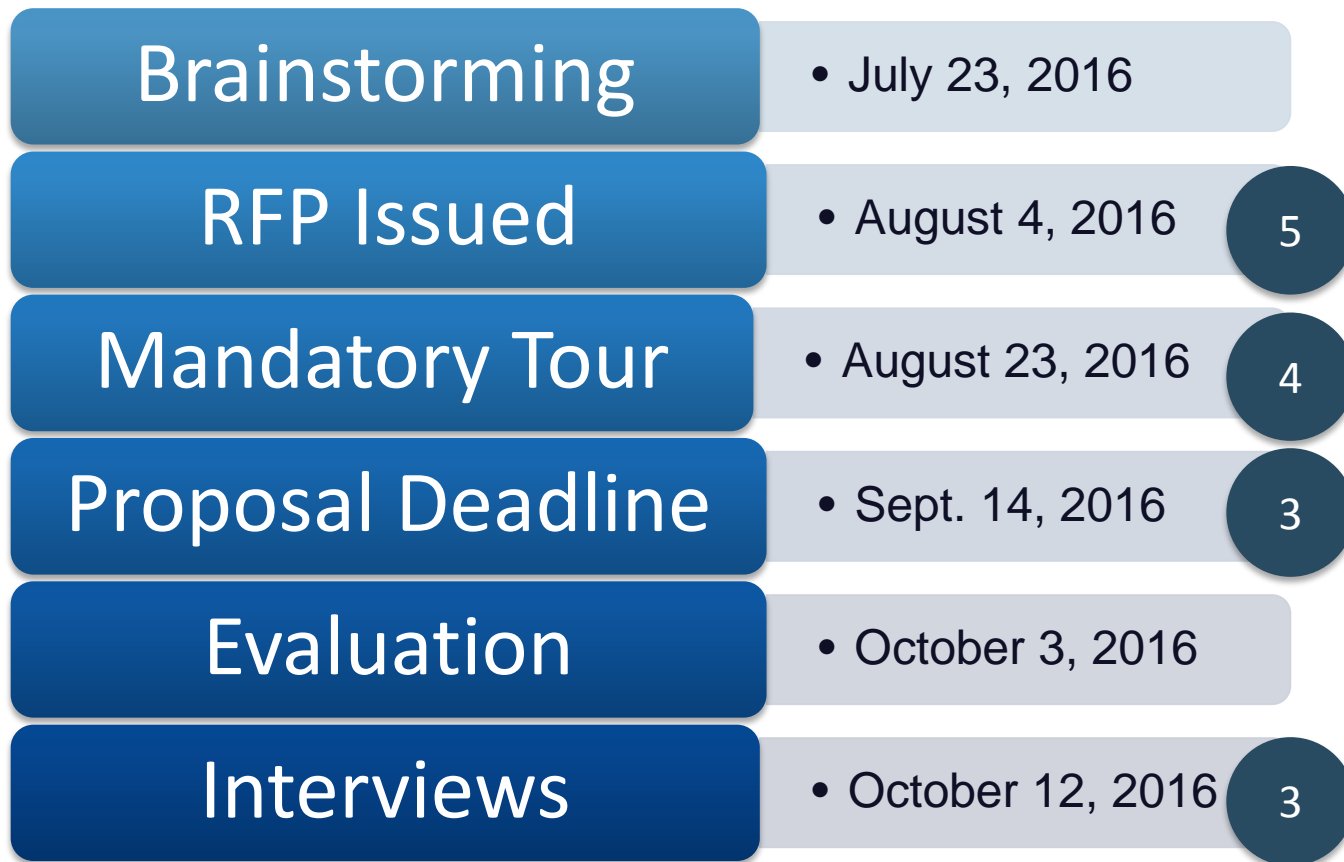 Brainstorming
• July 23, 2016
RFP Issued
• August 4, 2016
5
Mandatory Tour
• August 23, 2016
4
Proposal Deadline
• Sept. 14, 2016
3
Evaluation
• October 3, 2016
Interviews
• October 12, 2016
3